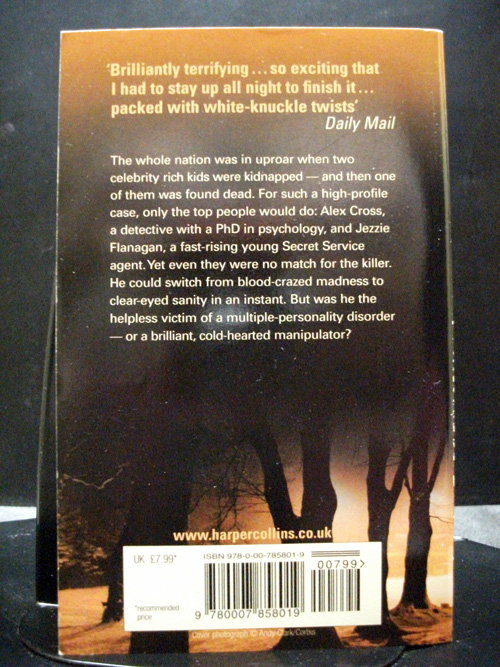 ‘Brilliantly terrifying ... so exciting that
I had to stay up all night to finish it ...
packed with white-knuckle twists’
Daily Mail
The whole nation was in uproar when two
celebrity rich kids were kidnapped — and then one
of them was found dead. For such a high-profile
case, only the top people would do: Alex Cross,
a detective with a PhD in psychology, and Jezzie
Flanagan, a fast-rising young Secret Service
agent. Yet even they were no match for the killer.
He could switch from blood-crazed madness to
clear-eyed sanity in an instant. But was he the
helpless victim of a multiple-personality disorder
— or a brilliant, cold-hearted manipulator?
www.harpercollins.co.uk
UK £7.99*
*recommended
price
ISBN 978-0-00-785801-9
00799>
9 780007 858019
Cover photograph © Andy Clark/Corbis